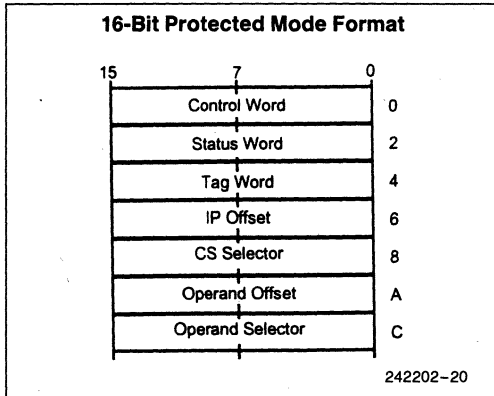 16-Bit Protected Mode Format
15 7 0
Control Word 0
Status Word 2
Tag Word 4
IP Offset 6
CS Selector 8
Operand Offset A
Operand Selector C
242202–20